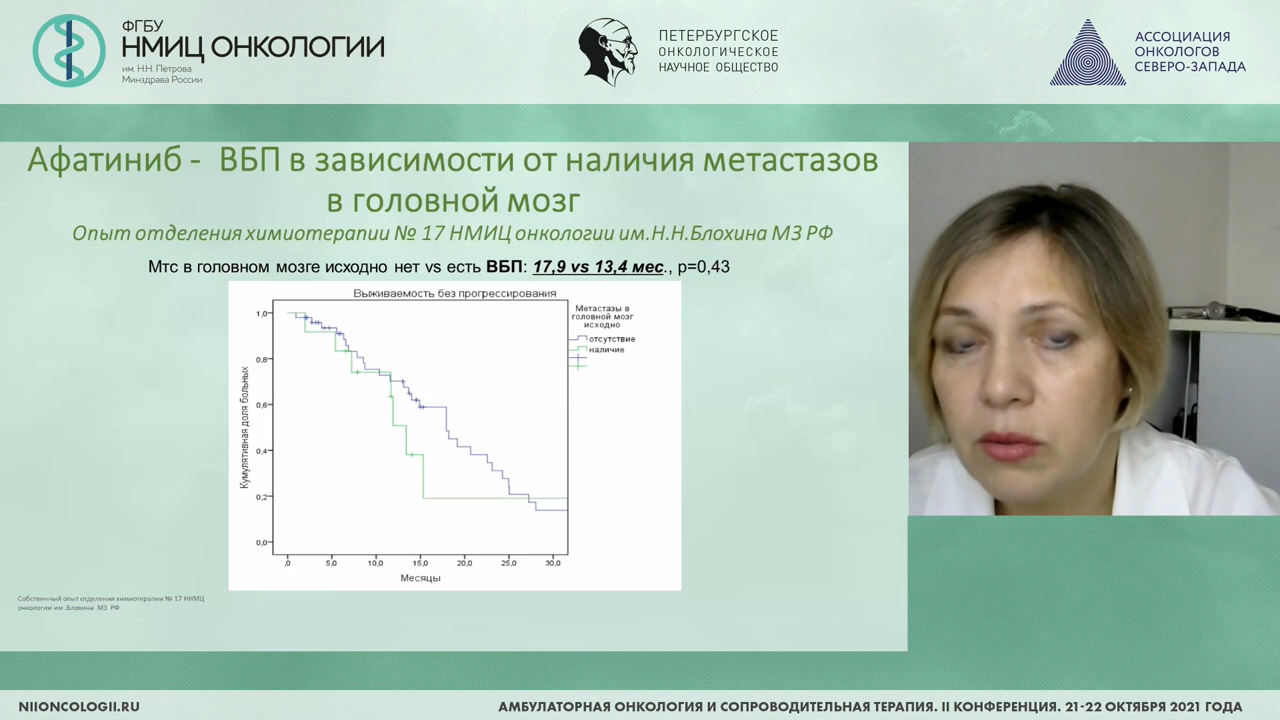 ФГБУ
НМИЦ ОНКОЛОГИИ
им. Н.Н. Петрова
Минздрава России
ПЕТЕРБУРГСКОЕ
ОНКОЛОГИЧЕСКОЕ
НАУЧНОЕ ОБЩЕСТВО
АССОЦИАЦИЯ
ОНКОЛОГОВ
СЕВЕРО-ЗАПАДА
Афатиниб - ВБП в зависимости от наличия метастазов
в головной мозг
Опыт отделения химиотерапии № 17 НМИЦ онкологии им.Н.Н.Блохина МЗ РФ
Мтс в головном мозге исходно нет vs есть ВБП: 17,9 vs 13,4 мес., p=0,43
Выживаемость без прогрессирования
Метастазы в
головной мозг
исходно
отсутствие
наличие
Кумулятивная доля больных
1,0
0,8
0,6
0,4
0,2
0,0
,0 5,0 10,0 15,0 20,0 25,0 30,0
Месяцы
Собственный опыт отделения химиотерапии № 17 НИМЦ
онкологии им .Блохина МЗ РФ
NIIONCOLOGII.RU
АМБУЛАТОРНАЯ ОНКОЛОГИЯ И СОПРОВОДИТЕЛЬНАЯ ТЕРАПИЯ. II КОНФЕРЕНЦИЯ. 21-22 ОКТЯБРЯ 2021 ГОДА